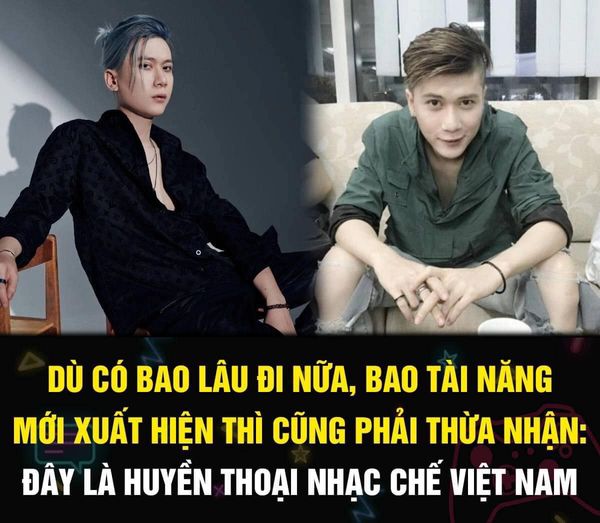 DÙ CÓ BAO LÂU ĐI NỮA, BAO TÀI NĂNG
MỚI XUẤT HIỆN THÌ CŨNG PHẢI THỪA NHẬN:
ĐÂY LÀ HUYỀN THOẠI NHẠC CHẾ VIỆT NAM